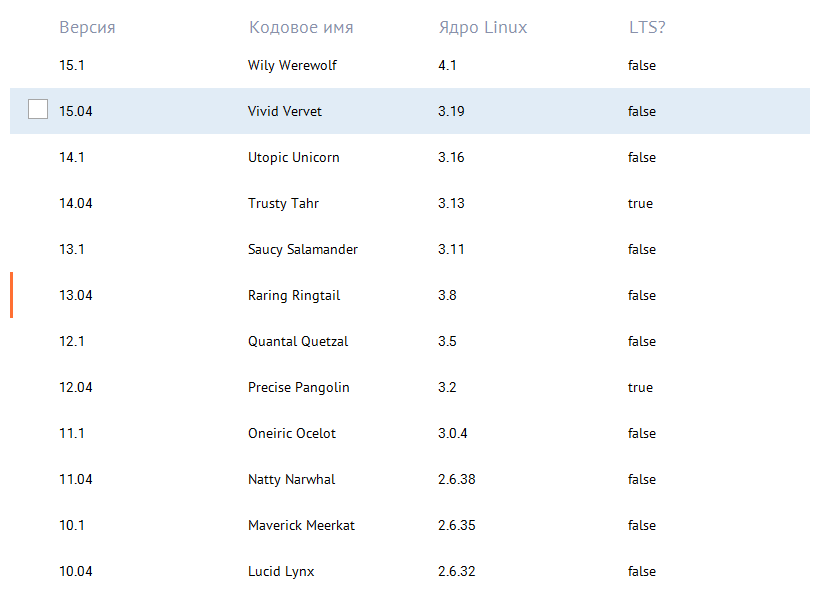 Версия Кодовое имя Ядро Linux LTS?
15.1 Wily Werewolf 4.1 false
15.04 Vivid Vervet 3.19 false
14.1 Utopic Unicorn 3.16 false
14.04 Trusty Tahr 3.13 true
13.1 Saucy Salamander 3.11 false
13.04 Raring Ringtail 3.8 false
12.1 Quantal Quetzal 3.5 false
12.04 Precise Pangolin 3.2 true
11.1 Oneiric Ocelot 3.0.4 false
11.04 Natty Narwhal 2.6.38 false
10.1 Maverick Meerkat 2.6.35 false
10.04 Lucid Lynx 2.6.32 false